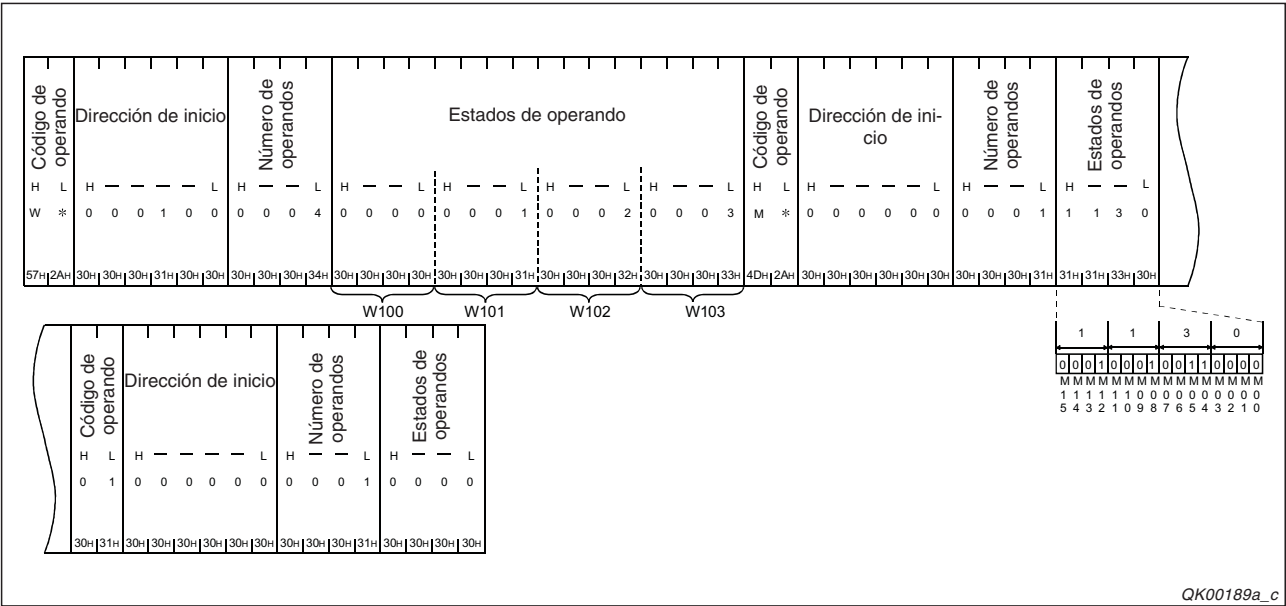 Código de operando
Dirección de inicio
Número de operandos
Estados de operando
Código de operando
Dirección de ini-
cio
Número de operandos
Estados de operandos
H L H — — — — L H — — L H — — L H — — L H — — L H — — L H L H — — — — L H — — L H — — L
W * 0 0 0 1 0 0 0 0 0 4 0 0 0 0 0 0 0 1 0 0 0 2 0 0 0 3 M * 0 0 0 0 0 0 0 0 0 1 1 1 3 0
57H 2AH 30H 30H 30H 31H 30H 30H 30H 30H 30H 34H 30H 30H 30H 30H 30H 30H 30H 31H 30H 30H 30H 32H 30H 30H 30H 33H 4DH 2AH 30H 30H 30H 30H 30H 30H 30H 30H 30H 31H 31H 31H 33H 30H
W100 W101 W102 W103
1 1 3 0
0 0 0 1 0 0 0 1 0 0 1 1 0 0 0 0
M M M M M M M M M M M M M M M M
1 1 1 1 1 1 0 0 0 0 0 0 0 0 0 0
5 4 3 2 1 0 9 8 7 6 5 4 3 2 1 0
Código de operando
Dirección de inicio
Número de operandos
Estados de operandos
H L H — — — — L H — — L H — — L
0 1 0 0 0 0 0 0 0 0 0 1 0 0 0 0
30H 31H 30H 30H 30H 30H 30H 30H 30H 30H 30H 31H 30H 30H 30H 30H
QK00189a_c